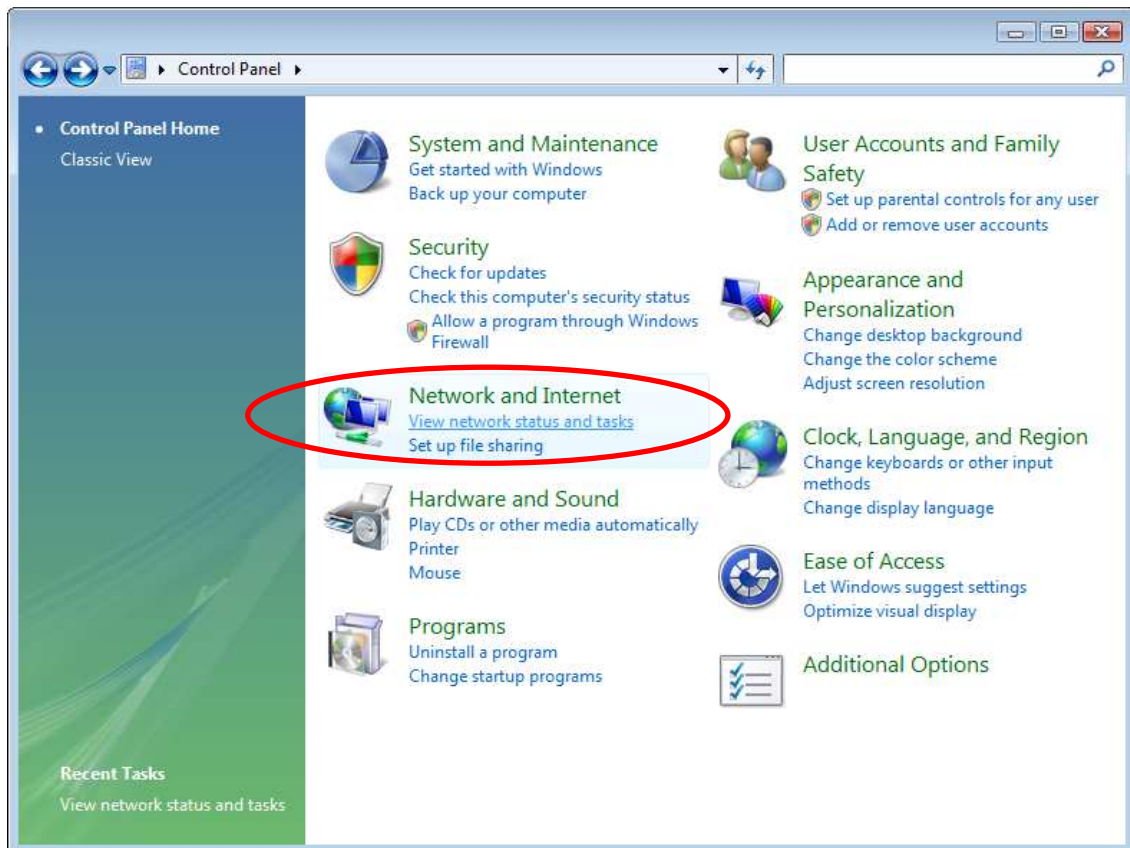 Control Panel
Control Panel Home
Classic View
System and Maintenance
Get started with Windows
Back up your computer
Security
Check for updates
Check this computer's security status
Allow a program through Windows
Firewall
Network and Internet
View network status and tasks
Set up file sharing
Hardware and Sound
Play CDs or other media automatically
Printer
Mouse
Programs
Uninstall a program
Change startup programs
User Accounts and Family
Safety
Set up parental controls for any user
Add or remove user accounts
Appearance and
Personalization
Change desktop background
Change the color scheme
Adjust screen resolution
Clock, Language, and Region
Change keyboards or other input
methods
Change display language
Ease of Access
Let Windows suggest settings
Optimize visual display
Additional Options
Recent Tasks
View network status and tasks